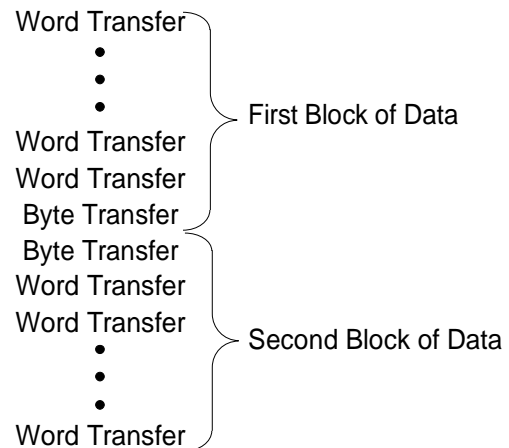 Word Transfer
•
•
•
First Block of Data
Word Transfer
Word Transfer
Byte Transfer
Byte Transfer
Word Transfer
Word Transfer
Second Block of Data
•
•
•
Word Transfer